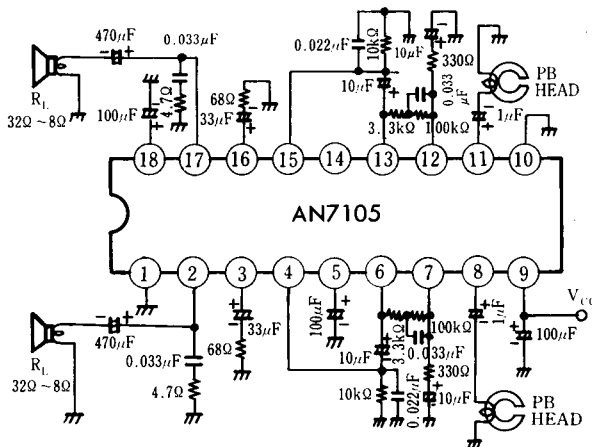 470μF
0.033μF
0.022μF
10kΩ
10μF
330Ω
PB
HEAD
RL
32Ω~8Ω
100μF
4.7Ω
68Ω
33μF
10μF
3.3kΩ
0.033
μF
100kΩ
1μF
18
17
16
15
14
13
12
11
10
AN7105
1
2
3
4
5
6
7
8
9
RL
32Ω~8Ω
470μF
0.033μF
4.7Ω
33μF
68Ω
100μF
10μF
10kΩ
3.3kΩ
0.022μF
100kΩ
0.033μF
330Ω
10μF
1μF
VCC
100μF
PB
HEAD